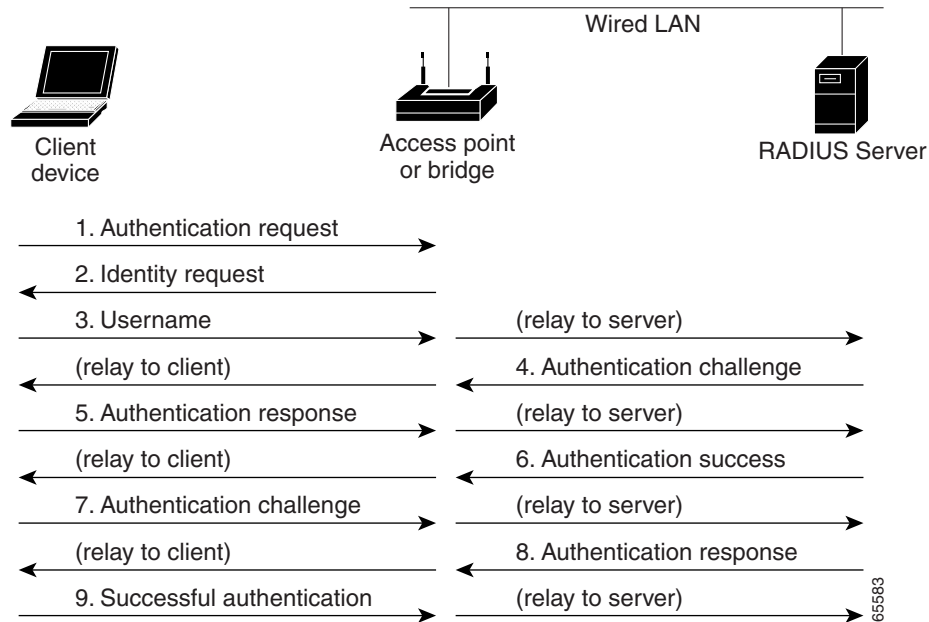 Wired LAN
Client
device
Access point
or bridge
RADIUS Server
1. Authentication request
2. Identity request
3. Username
(relay to server)
(relay to client)
4. Authentication challenge
5. Authentication response
(relay to server)
(relay to client)
6. Authentication success
7. Authentication challenge
(relay to server)
(relay to client)
8. Authentication response
9. Successful authentication
(relay to server)
65583